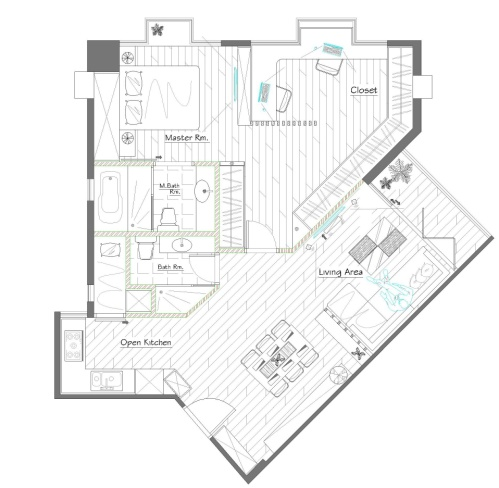 Closet
Master Rm.
M.Bath
Rm.
Bath Rm.
Living Area
Open Kitchen